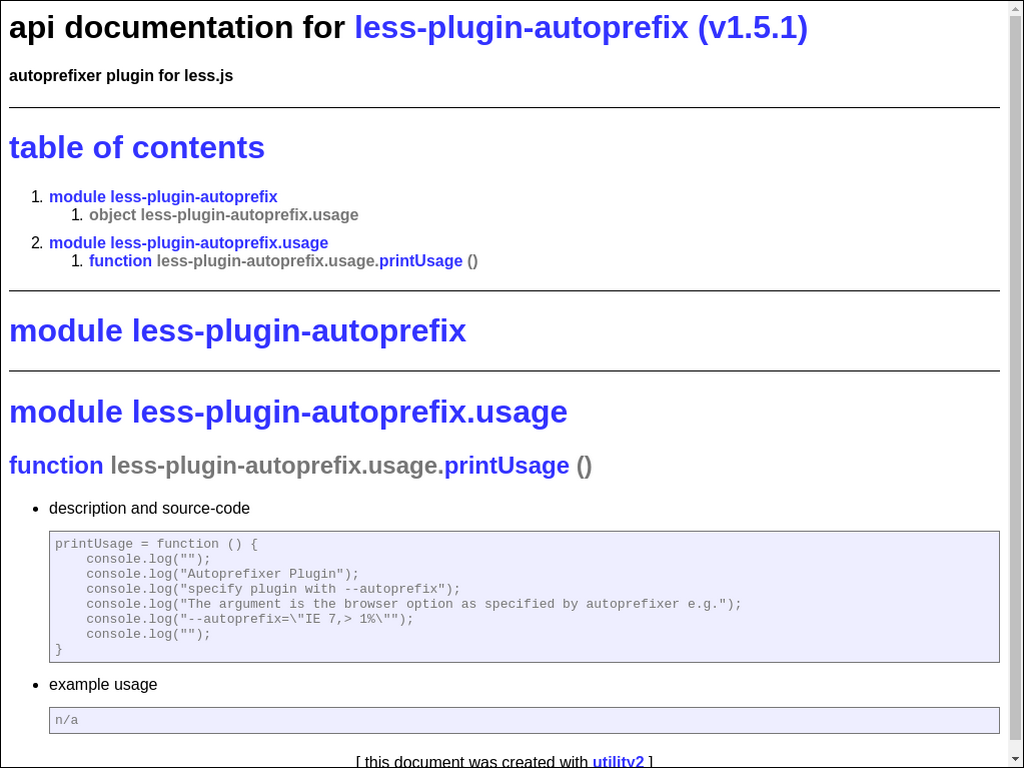 api documentation for less-plugin-autoprefix (v1.5.1)
autoprefixer plugin for less.js
table of contents
1. module less-plugin-autoprefix
1. object less-plugin-autoprefix.usage
2. module less-plugin-autoprefix.usage
1. function less-plugin-autoprefix.usage.printUsage ()
module less-plugin-autoprefix
module less-plugin-autoprefix.usage
function less-plugin-autoprefix.usage.printUsage ()
• description and source-code
printUsage = function () {
    console.log("");
    console.log("Autoprefixer Plugin");
    console.log("specify plugin with --autoprefix");
    console.log("The argument is the browser option as specified by autoprefixer e.g.");
    console.log("--autoprefix=\"IE 7,> 1%\"");
    console.log("");
}
• example usage
n/a
[ this document was created with utility2 ]